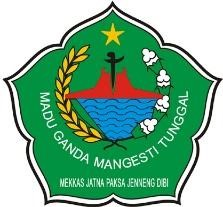 MADU GANDA MANGESTI TUNGGAL
MEKKAS JATNA PAKSA JENNENG DIBI